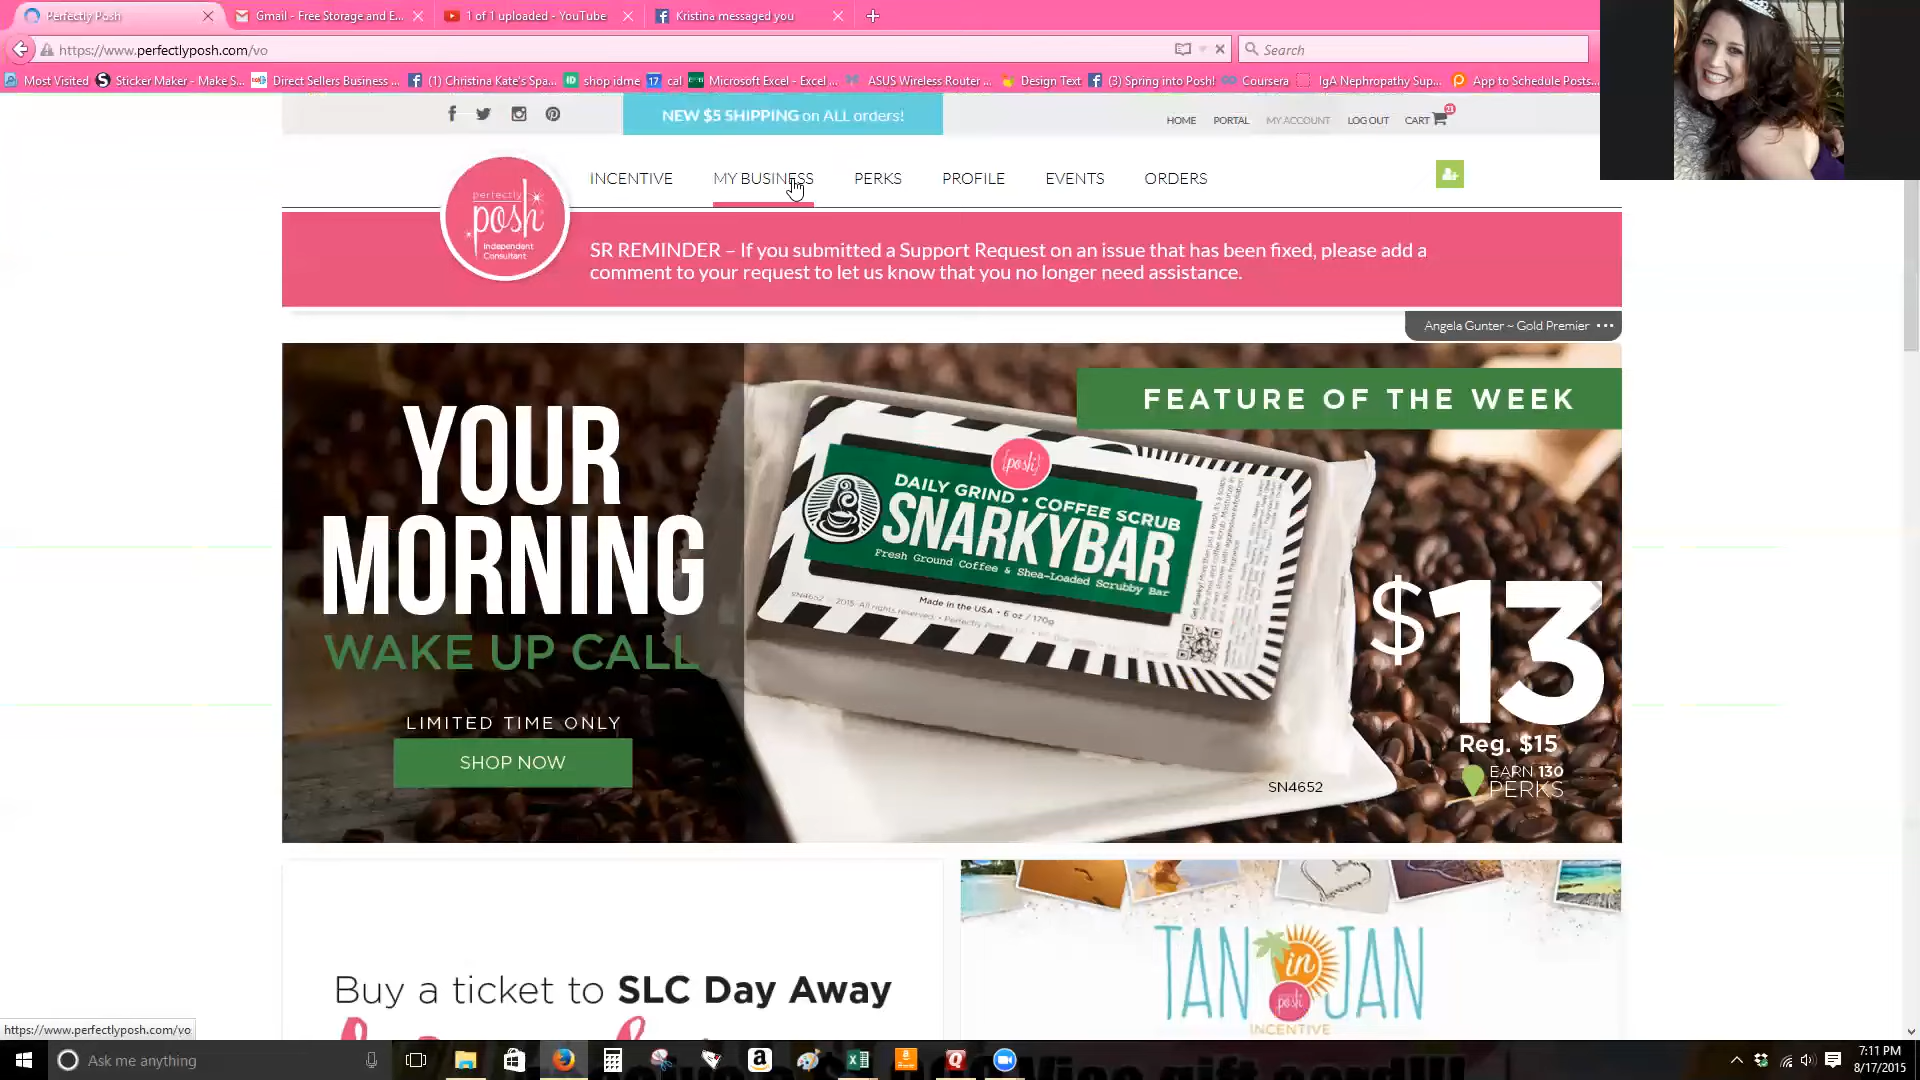 Perfectly Posh
Gmail - Free Storage and E...
1 of 1 uploaded - YouTube
Kristina messaged you
https://www.perfectlyposh.com/vo
Search
Most Visited
Sticker Maker - Make S...
Direct Sellers Business ...
(1) Christina Kate's Spa...
shop idme
cal
Microsoft Excel - Excel ...
ASUS Wireless Router ...
Design Text
(3) Spring into Posh!
Coursera
IgA Nephropathy Sup...
App to Schedule Posts...
NEW $5 SHIPPING on ALL orders!
HOME
PORTAL
MY ACCOUNT
LOG OUT
CART
21
INCENTIVE
MY BUSINESS
PERKS
PROFILE
EVENTS
ORDERS
perfectly
posh
Independent
Consultant
SR REMINDER – If you submitted a Support Request on an issue that has been fixed, please add a
comment to your request to let us know that you no longer need assistance.
Angela Gunter ~ Gold Premier
FEATURE OF THE WEEK
YOUR
MORNING
WAKE UP CALL
LIMITED TIME ONLY
SHOP NOW
{posh}
DAILY GRIND • COFFEE SCRUB
SNARKYBAR
Fresh Ground Coffee & Shea-Loaded Scrubby Bar
Made in the USA • 6 oz / 170g
$13
Reg. $15
EARN 130
PERKS
SN4652
Buy a ticket to SLC Day Away
TAN in JAN
posh
INCENTIVE
https://www.perfectlyposh.com/vo
Ask me anything
7:11 PM
8/17/2015